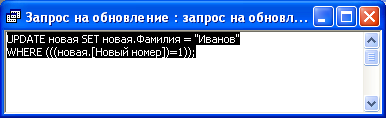 Запрос на обновление : запрос на обновл...
UPDATE новая SET новая.Фамилия = "Иванов"
WHERE (((новая.[Новый номер])=1));